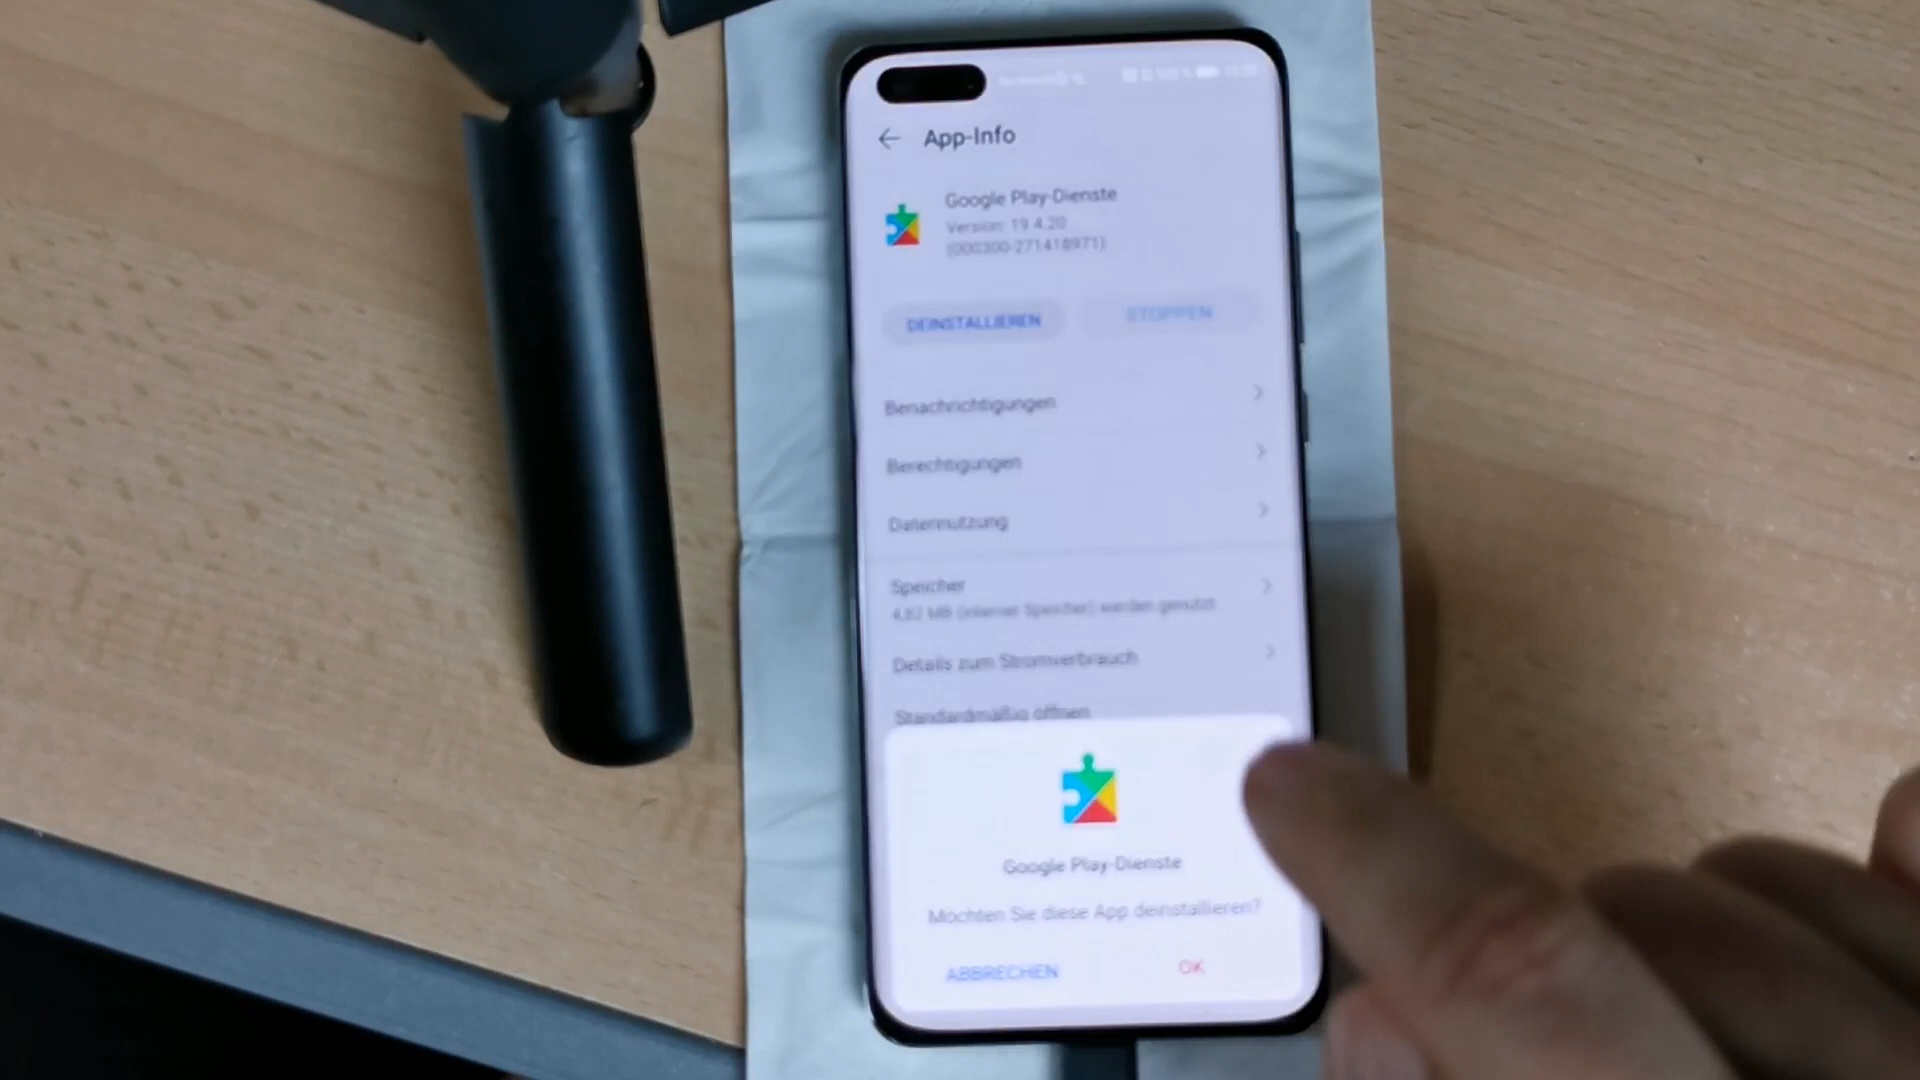 App-Info
Google Play-Dienste
Version: 19.4.20
(000300-271418971)
DEINSTALLIEREN
STOPPEN
Benachrichtigungen
Berechtigungen
Datennutzung
Speicher
4,82 MB (interner Speicher) werden genutzt
Details zum Stromverbrauch
Standardmäßig öffnen
Google Play-Dienste
Möchten Sie diese App deinstallieren?
ABBRECHEN
OK